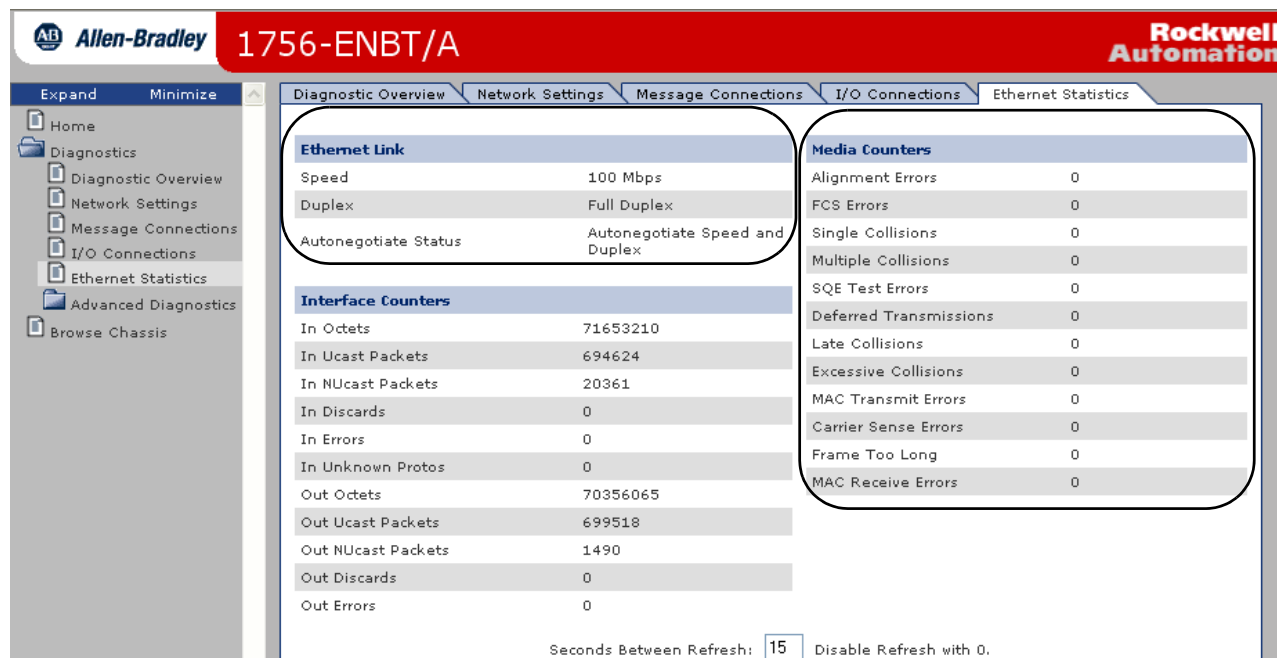 AB Allen-Bradley
1756-ENBT/A
Rockwell
Automation
Expand Minimize
Home
Diagnostics
Diagnostic Overview
Network Settings
Message Connections
I/O Connections
Ethernet Statistics
Advanced Diagnostics
Browse Chassis
Diagnostic Overview Network Settings Message Connections I/O Connections Ethernet Statistics
Ethernet Link
Speed 100 Mbps
Duplex Full Duplex
Autonegotiate Status Autonegotiate Speed and
Duplex
Interface Counters
In Octets 71653210
In Ucast Packets 694624
In NUcast Packets 20361
In Discards 0
In Errors 0
In Unknown Protos 0
Out Octets 70356065
Out Ucast Packets 699518
Out NUcast Packets 1490
Out Discards 0
Out Errors 0
Media Counters
Alignment Errors 0
FCS Errors 0
Single Collisions 0
Multiple Collisions 0
SQE Test Errors 0
Deferred Transmissions 0
Late Collisions 0
Excessive Collisions 0
MAC Transmit Errors 0
Carrier Sense Errors 0
Frame Too Long 0
MAC Receive Errors 0
Seconds Between Refresh: 15 Disable Refresh with 0.